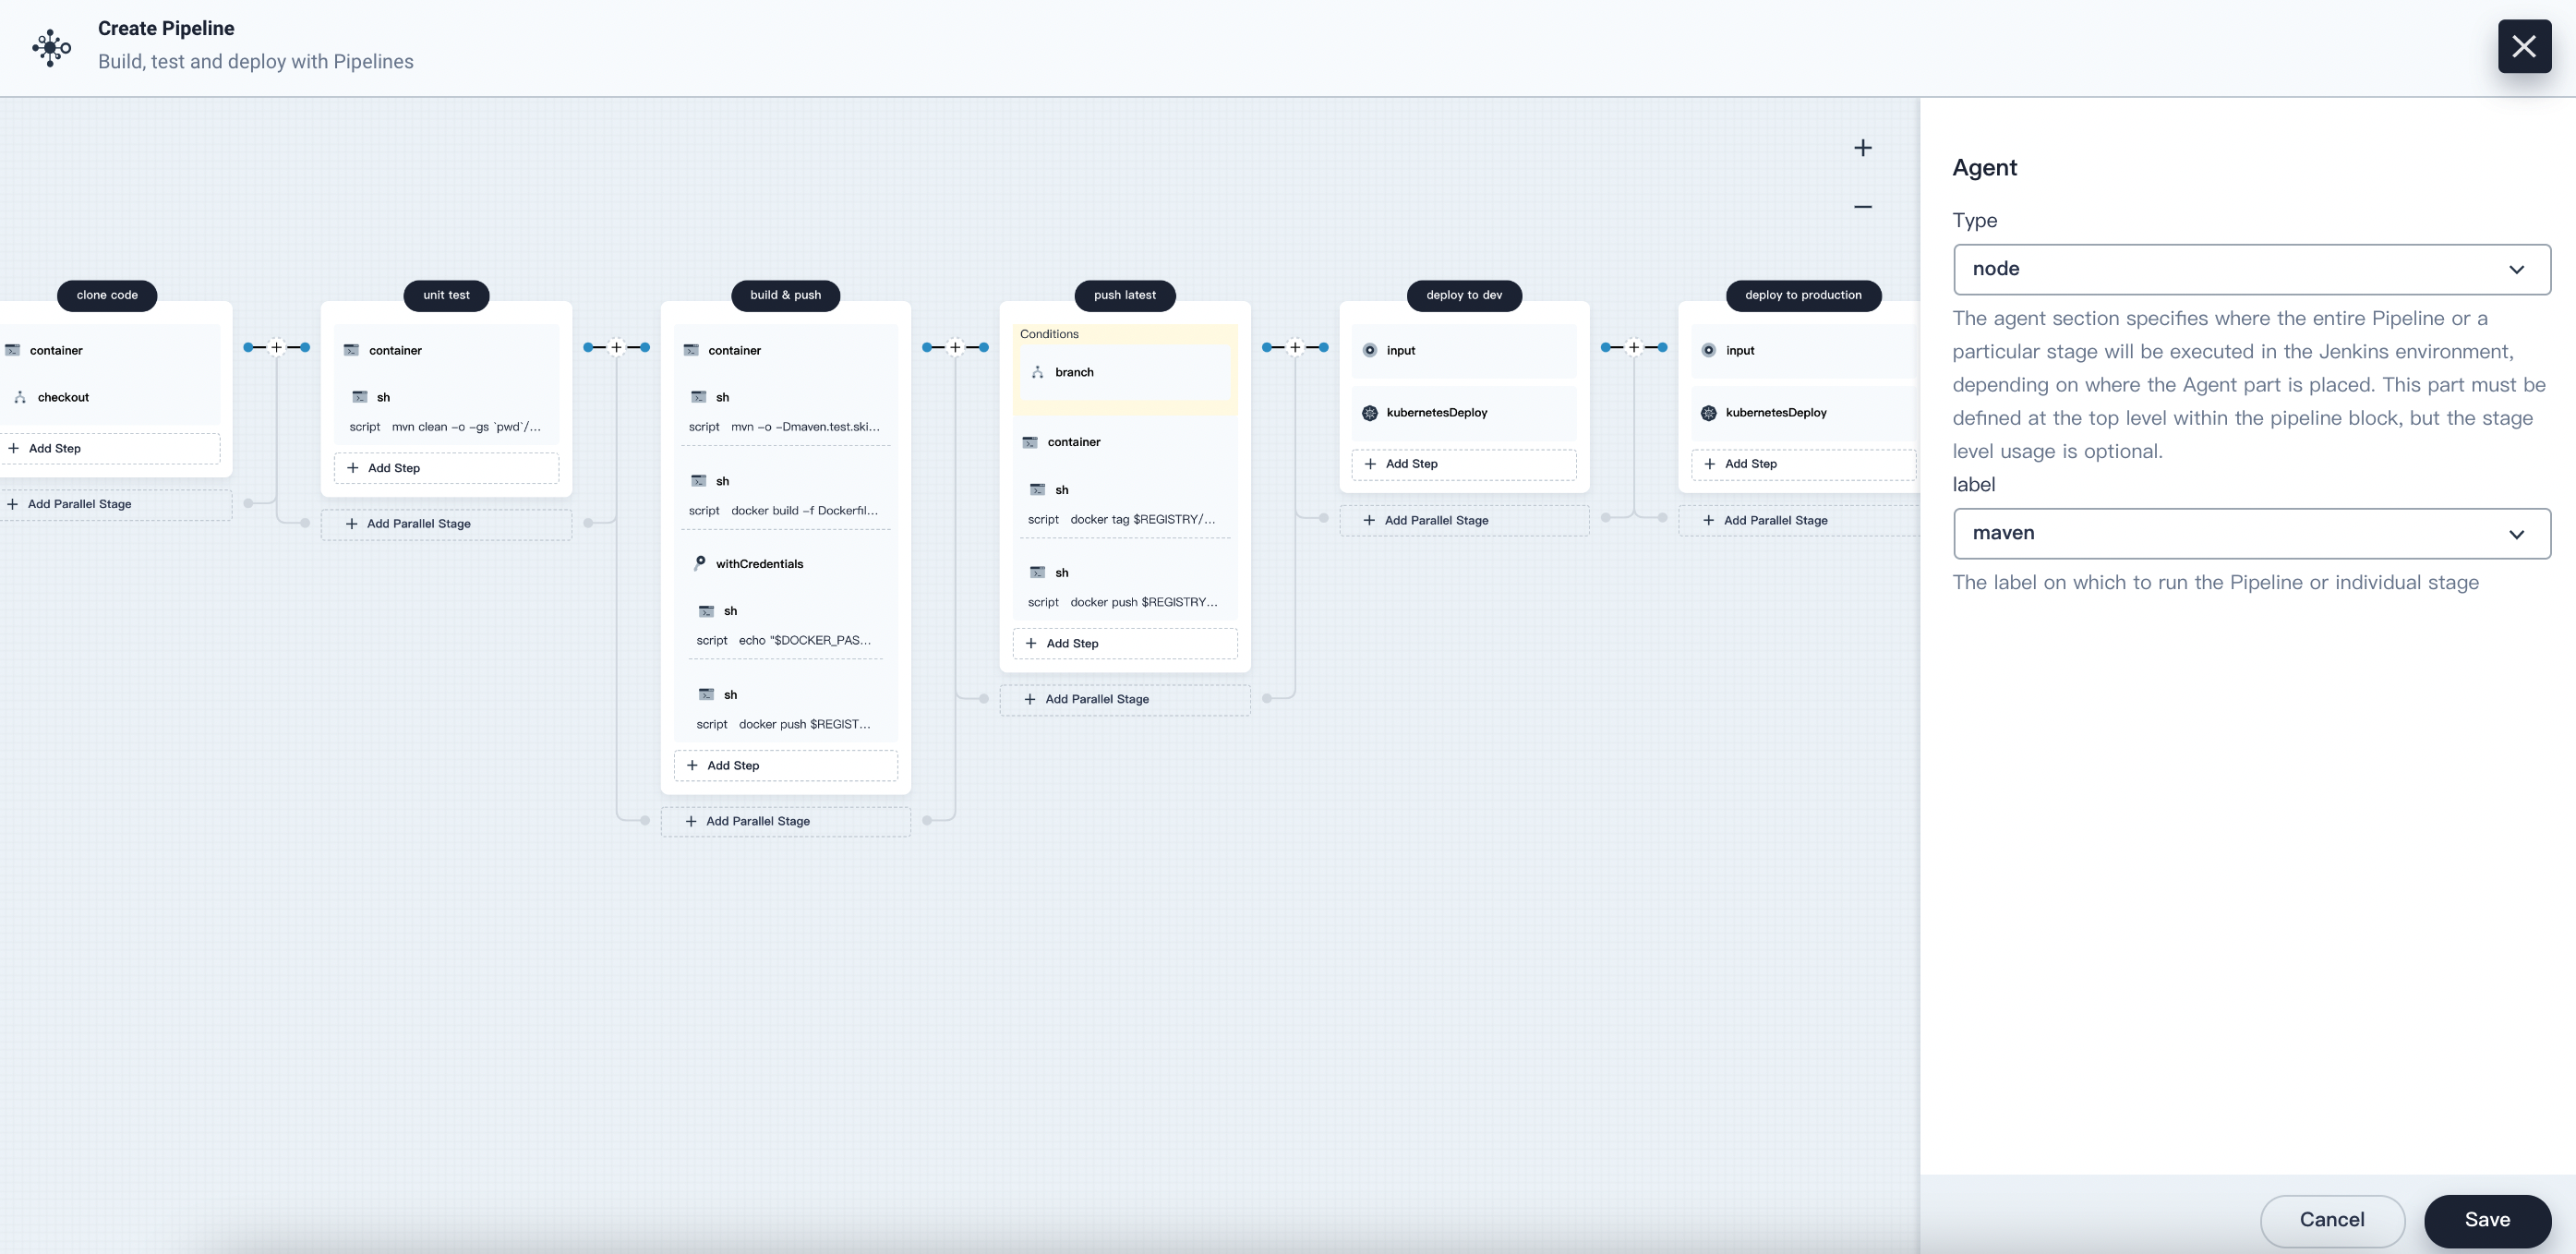 Create Pipeline
Build, test and deploy with Pipelines
clone code
container
checkout
Add Step
Add Parallel Stage
unit test
container
sh
script mvn clean -o -gs `pwd`/...
Add Step
Add Parallel Stage
build & push
container
sh
script mvn -o -Dmaven.test.ski...
sh
script docker build -f Dockerfil...
withCredentials
sh
script echo "$DOCKER_PAS...
sh
script docker push $REGIST...
Add Step
Add Parallel Stage
push latest
Conditions
branch
container
sh
script docker tag $REGISTRY/...
sh
script docker push $REGISTRY...
Add Step
Add Parallel Stage
deploy to dev
input
kubernetesDeploy
Add Step
Add Parallel Stage
deploy to production
input
kubernetesDeploy
Add Step
Add Parallel Stage
Agent
Type
node
The agent section specifies where the entire Pipeline or a
particular stage will be executed in the Jenkins environment,
depending on where the Agent part is placed. This part must be
defined at the top level within the pipeline block, but the stage
level usage is optional.
label
maven
The label on which to run the Pipeline or individual stage
Cancel
Save